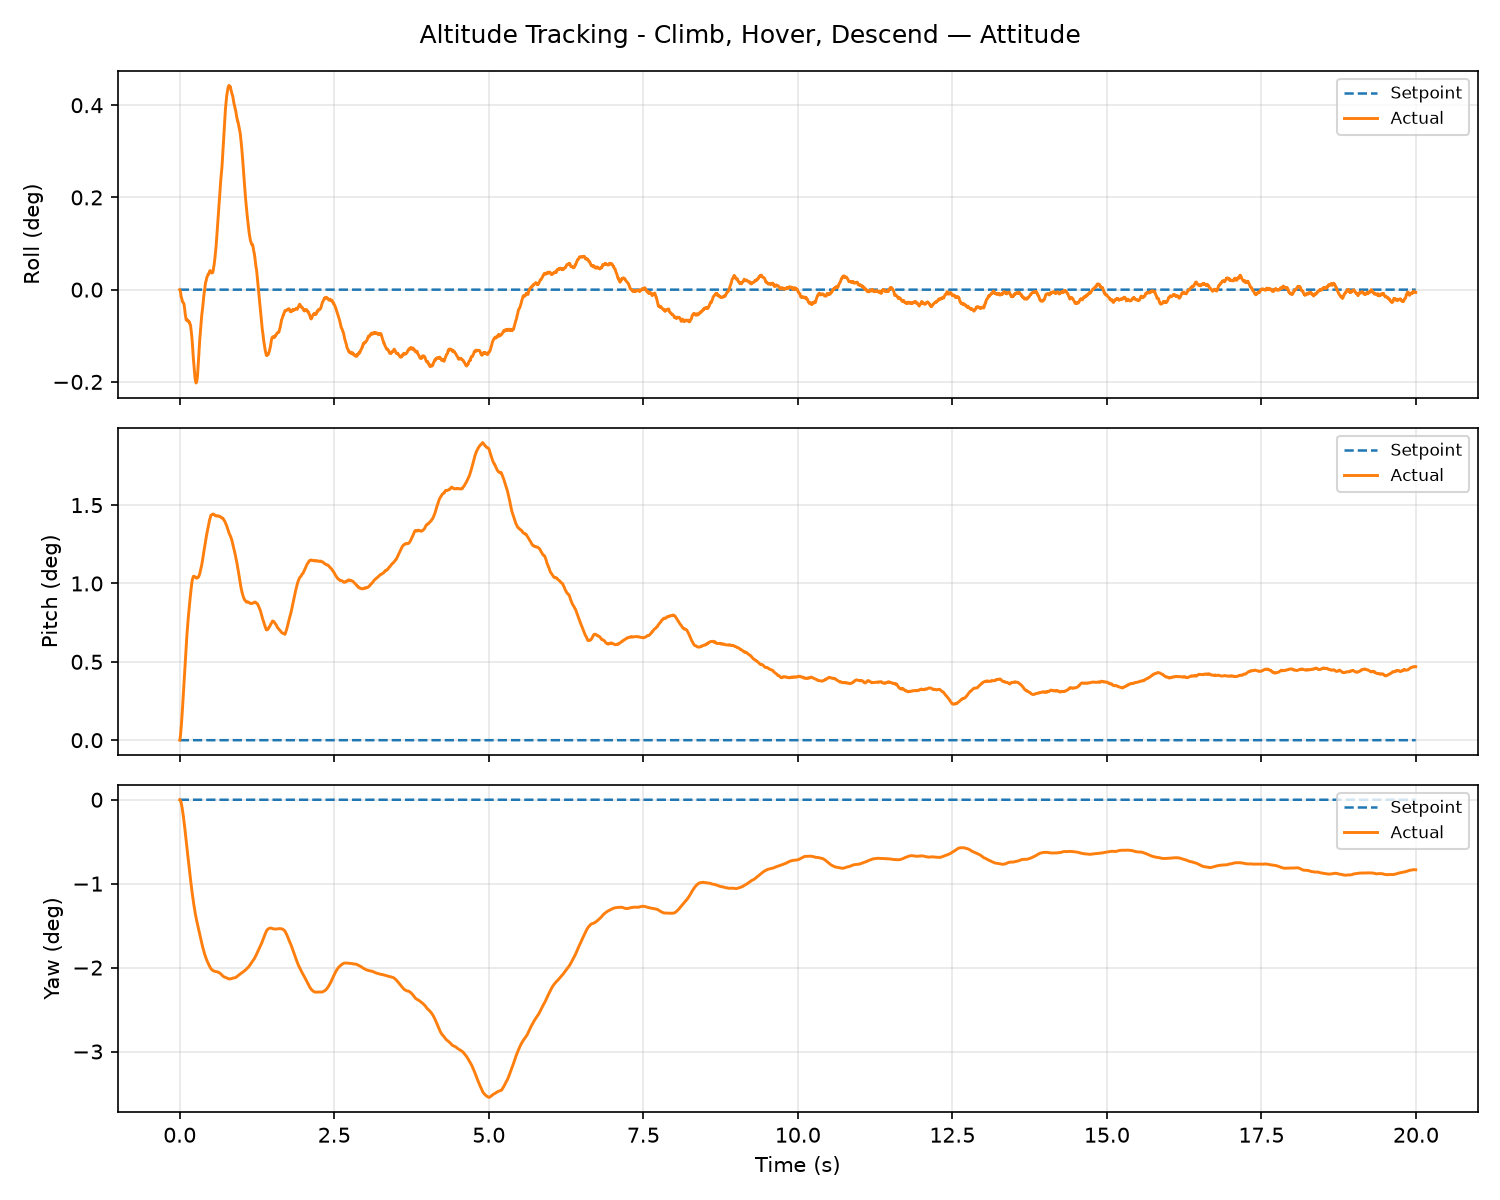 Altitude Tracking - Climb, Hover, Descend — Attitude
Roll (deg)
0.4
0.2
0.0
−0.2
Setpoint
Actual
Pitch (deg)
1.5
1.0
0.5
0.0
Setpoint
Actual
Yaw (deg)
0
−1
−2
−3
Setpoint
Actual
0.0 2.5 5.0 7.5 10.0 12.5 15.0 17.5 20.0
Time (s)